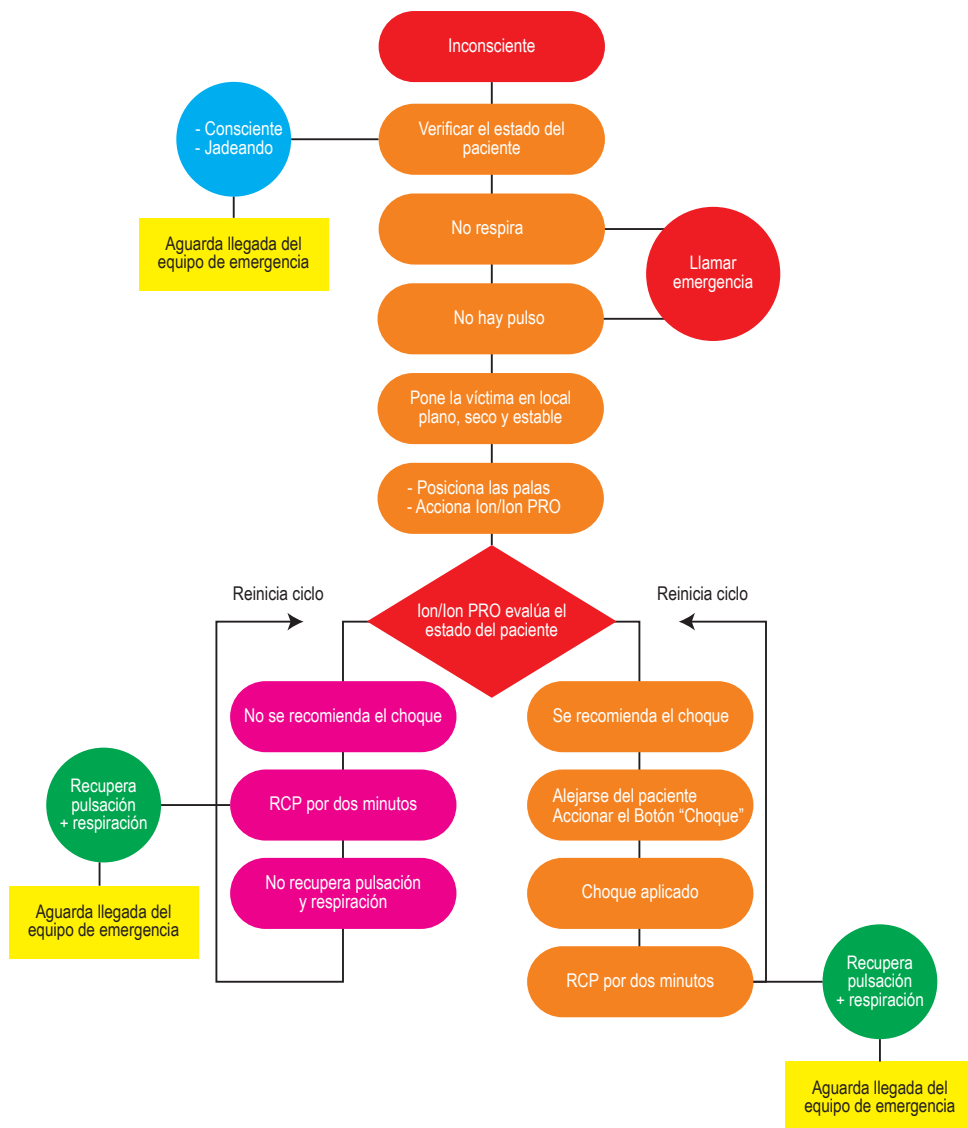 Inconsciente
- Consciente
- Jadeando
Verificar el estado del
paciente
Aguarda llegada del
equipo de emergencia
No respira
Llamar
emergencia
No hay pulso
Pone la víctima en local
plano, seco y estable
- Posiciona las palas
- Acciona Ion/Ion PRO
Reinicia ciclo
Ion/Ion PRO evalúa el
estado del paciente
Reinicia ciclo
No se recomienda el choque
RCP por dos minutos
No recupera pulsación
y respiración
Recupera
pulsación
+ respiración
Aguarda llegada del
equipo de emergencia
Se recomienda el choque
Alejarse del paciente
Accionar el Botón “Choque”
Choque aplicado
RCP por dos minutos
Recupera
pulsación
+ respiración
Aguarda llegada del
equipo de emergencia